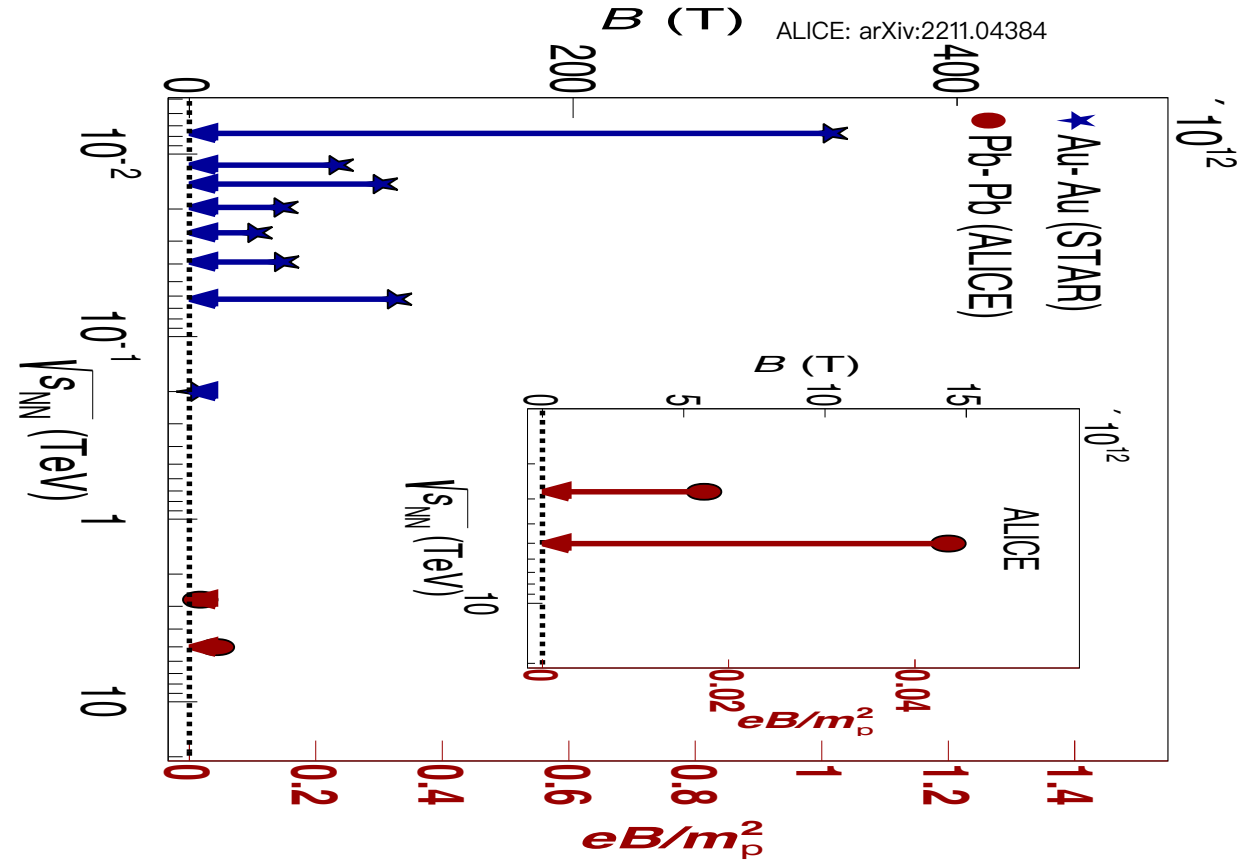 B (T)
ALICE: arXiv:2211.04384
0
200
400
´ 10^12
Au-Au (STAR)
Pb-Pb (ALICE)
10^-2
10^-1
1
10
√s_NN (TeV)
B (T)
0
5
10
15
´ 10^12
ALICE
√s_NN (TeV)
10
0
0.02
0.04
eB/m_p^2
0
0.2
0.4
0.6
0.8
1
1.2
1.4
eB/m_p^2